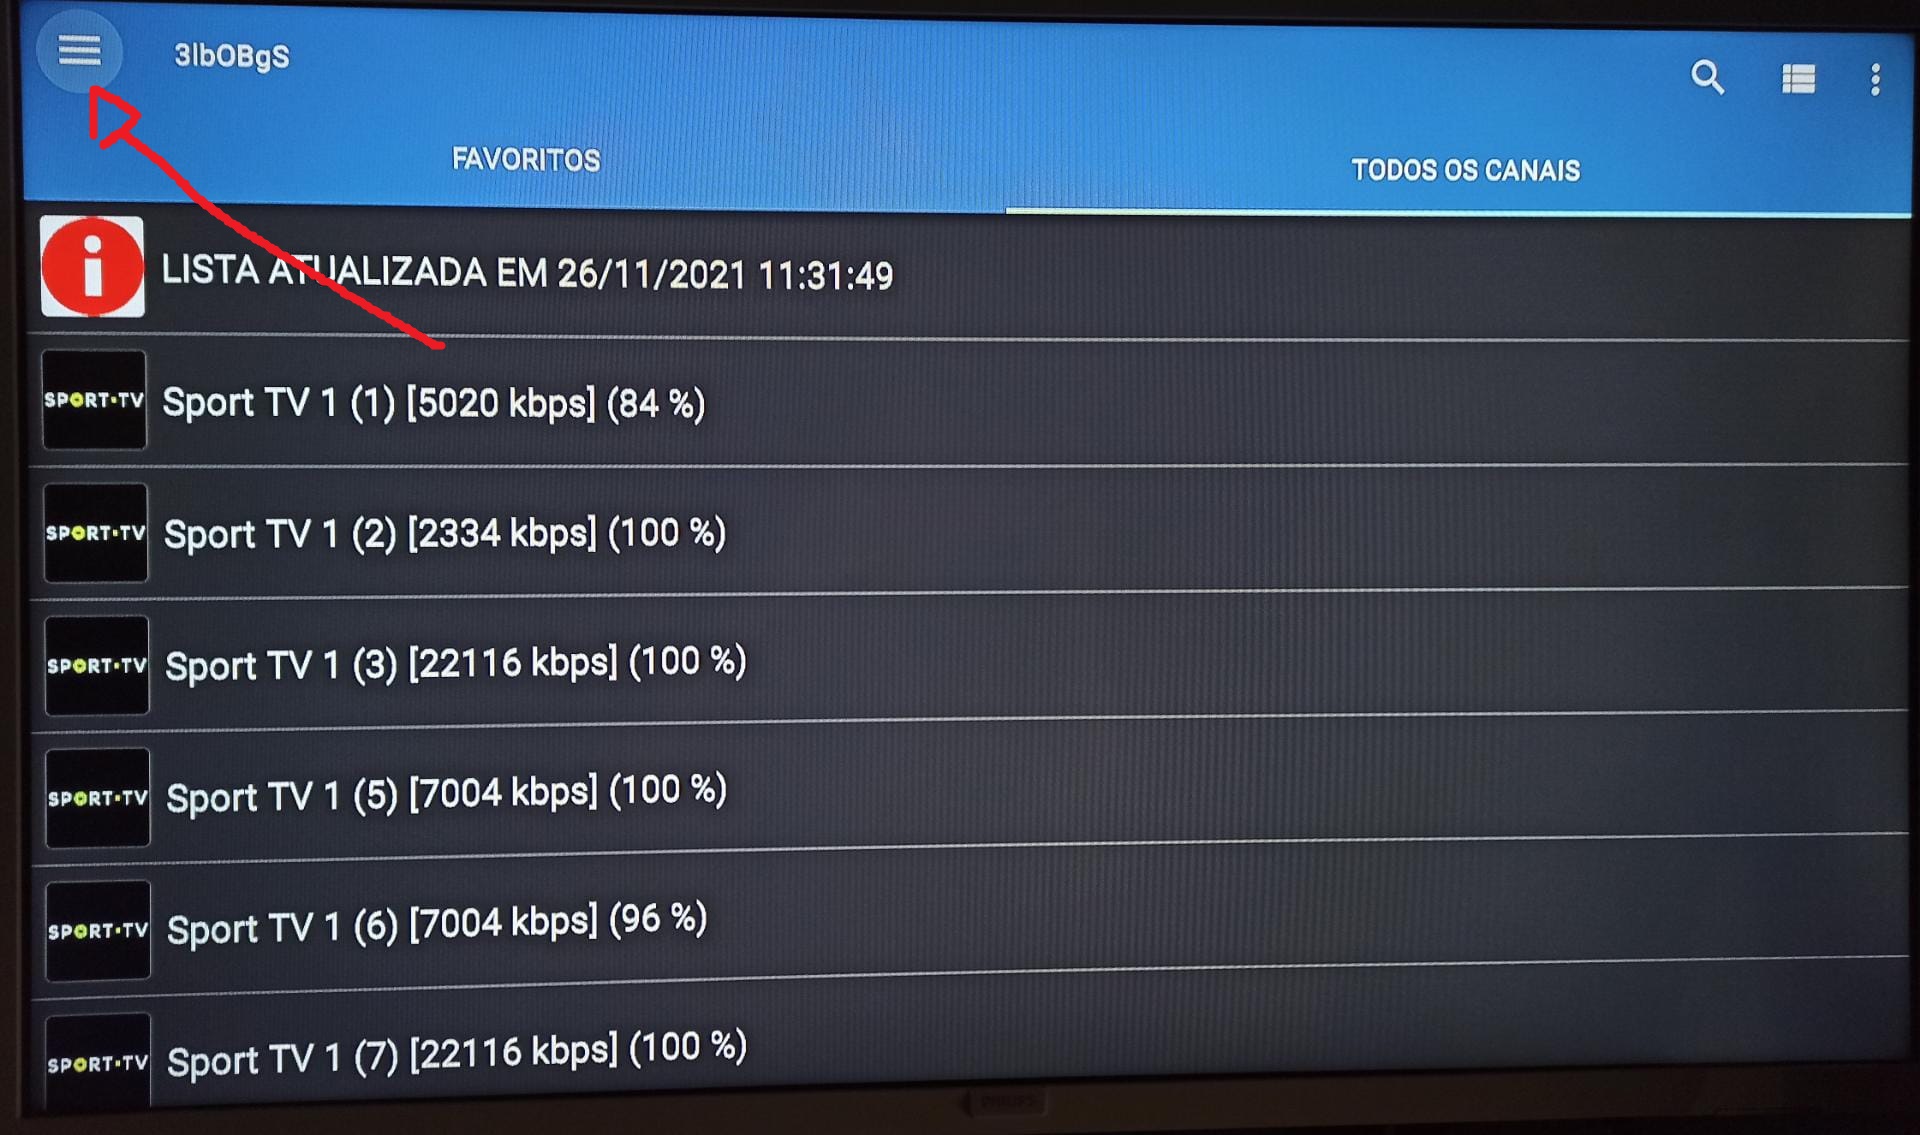 3lbOBgS
FAVORITOS
TODOS OS CANAIS
LISTA ATUALIZADA EM 26/11/2021 11:31:49
SPORT•TV
Sport TV 1 (1) [5020 kbps] (84 %)
SPORT•TV
Sport TV 1 (2) [2334 kbps] (100 %)
SPORT•TV
Sport TV 1 (3) [22116 kbps] (100 %)
SPORT•TV
Sport TV 1 (5) [7004 kbps] (100 %)
SPORT•TV
Sport TV 1 (6) [7004 kbps] (96 %)
SPORT•TV
Sport TV 1 (7) [22116 kbps] (100 %)
PHILIPS